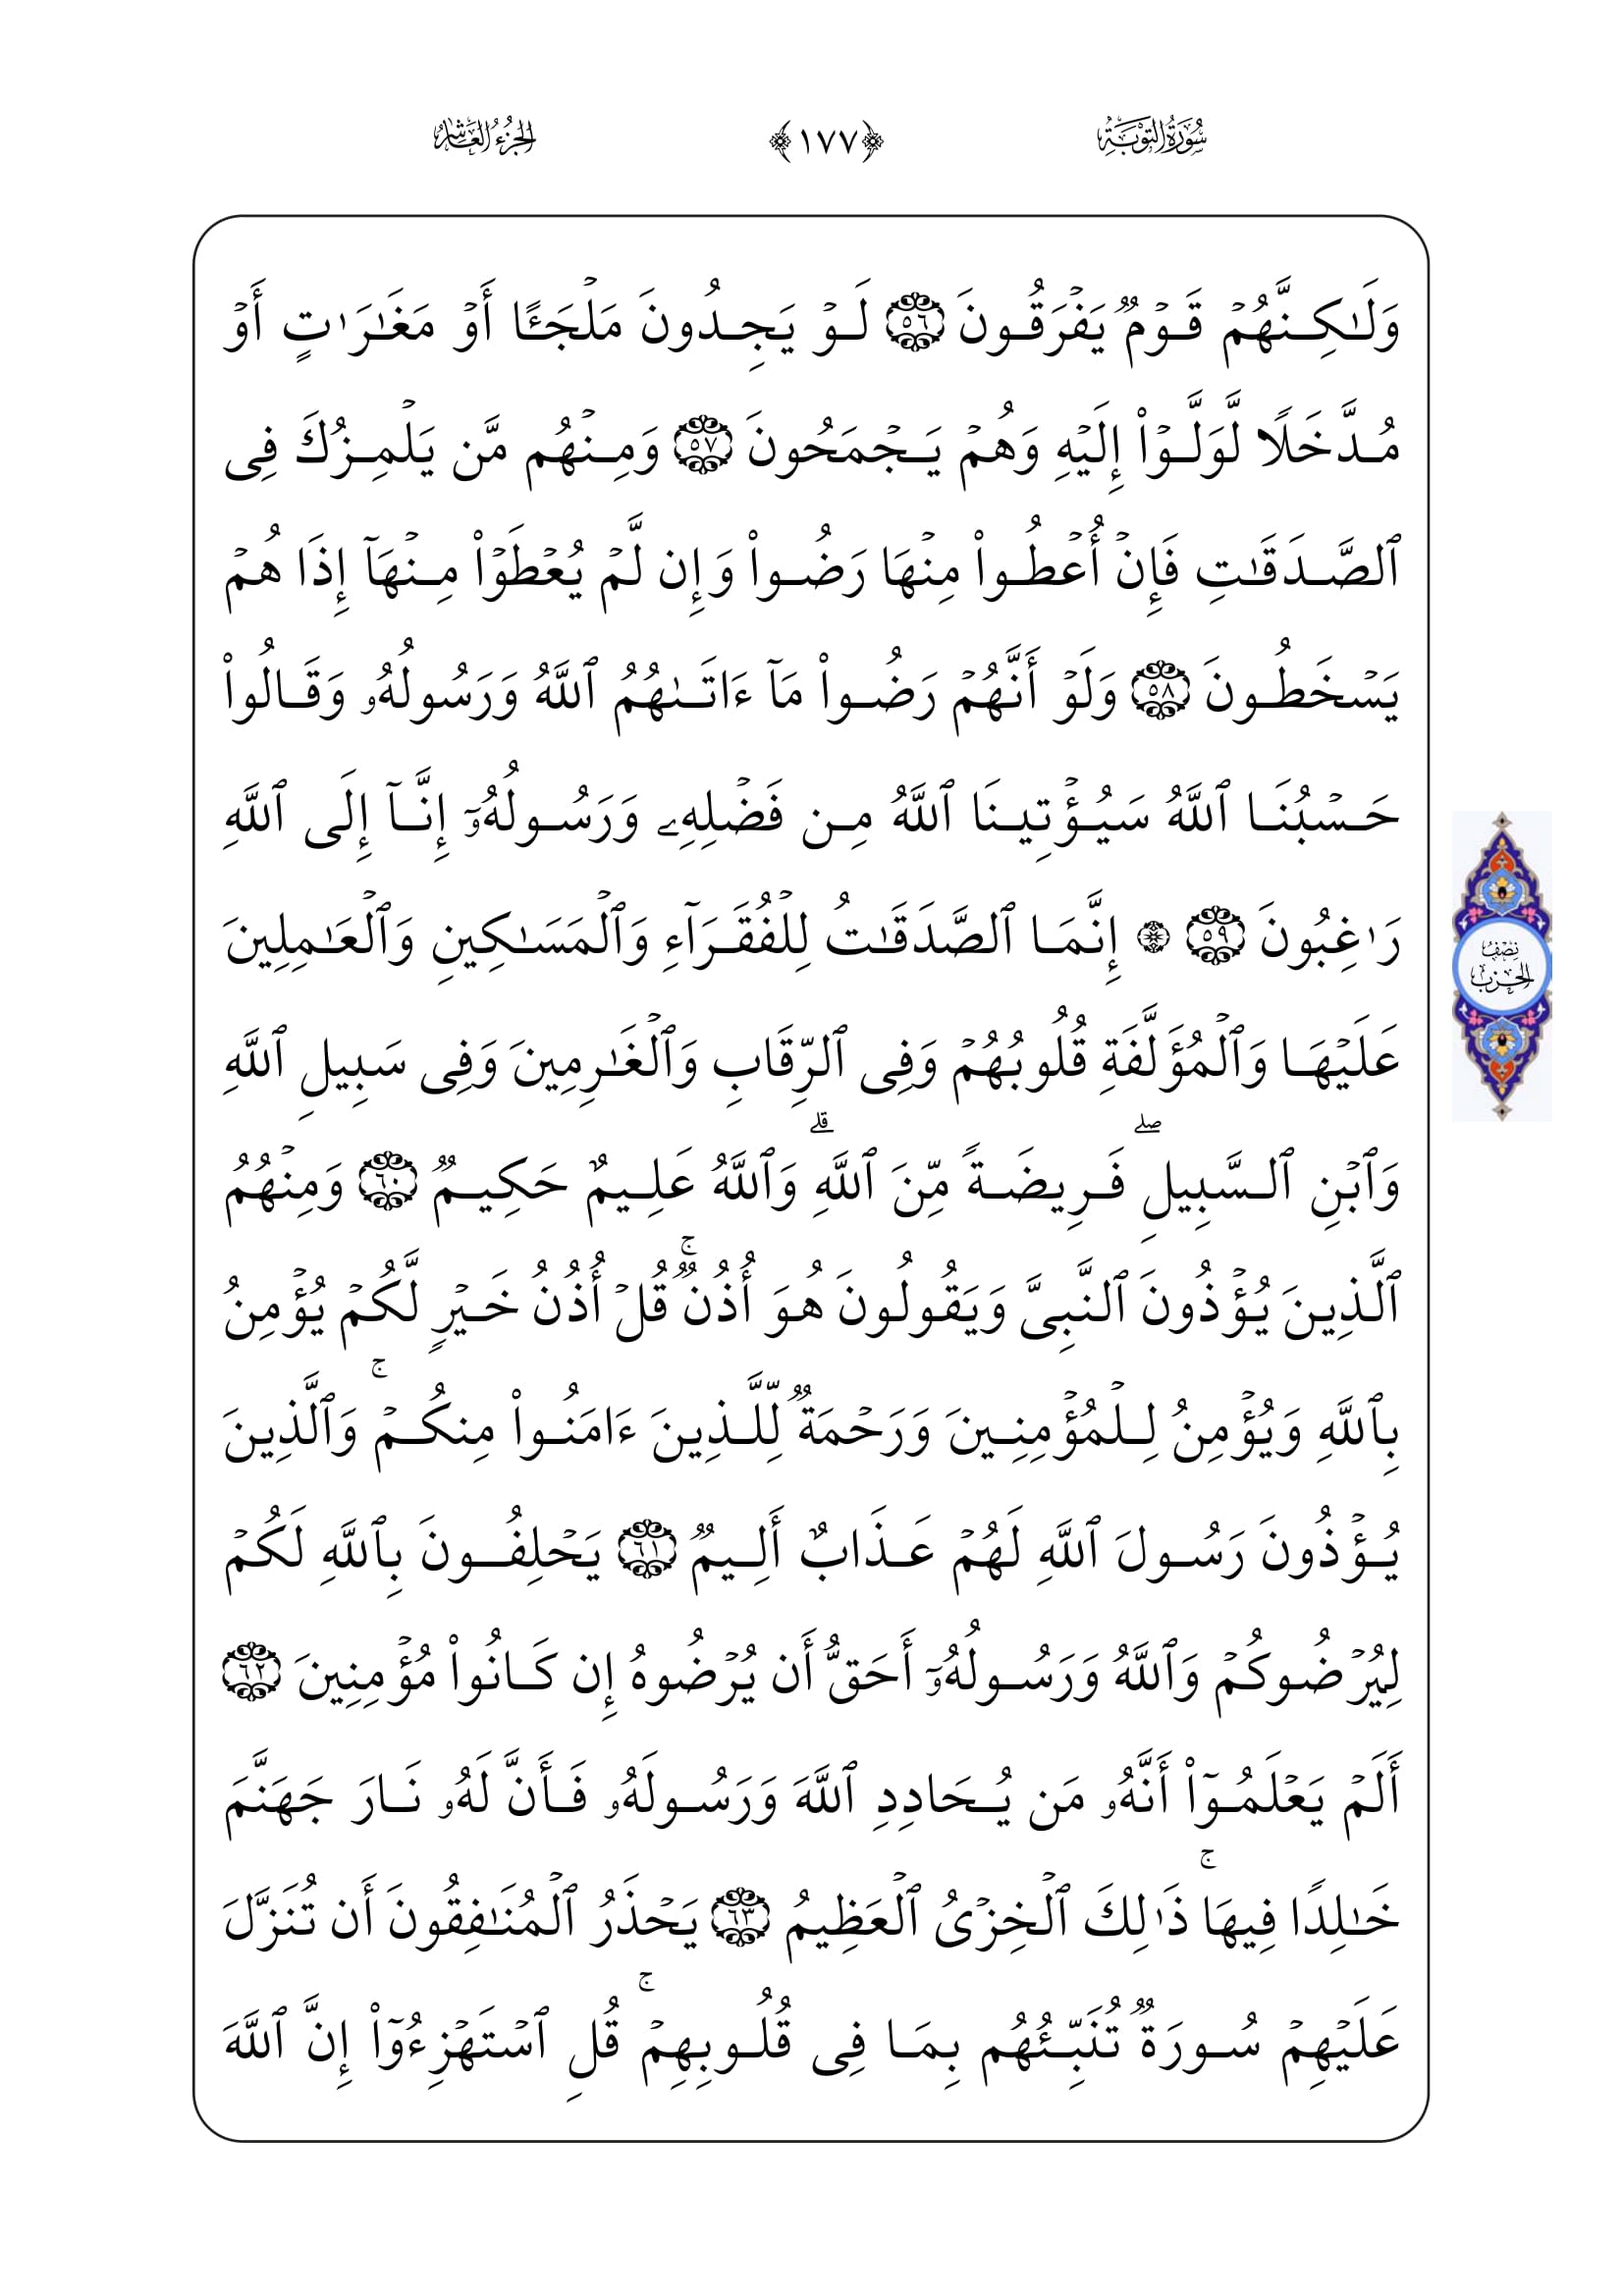 سُورَةُ التَّوۡبَةِ ﴿١٧٧﴾ الجُزۡءُ العَاشِرُ
وَلَـٰكِنَّهُمۡ قَوۡمٞ يَفۡرَقُونَ ٥٦ لَوۡ يَجِدُونَ مَلۡجَـًٔا أَوۡ مَغَٰرَٰتٍ أَوۡ
مُدَّخَلٗا لَّوَلَّوۡاْ إِلَيۡهِ وَهُمۡ يَجۡمَحُونَ ٥٧ وَمِنۡهُم مَّن يَلۡمِزُكَ فِي
ٱلصَّدَقَٰتِ فَإِنۡ أُعۡطُواْ مِنۡهَا رَضُواْ وَإِن لَّمۡ يُعۡطَوۡاْ مِنۡهَآ إِذَا هُمۡ
يَسۡخَطُونَ ٥٨ وَلَوۡ أَنَّهُمۡ رَضُواْ مَآ ءَاتَىٰهُمُ ٱللَّهُ وَرَسُولُهُۥ وَقَالُواْ
حَسۡبُنَا ٱللَّهُ سَيُؤۡتِينَا ٱللَّهُ مِن فَضۡلِهِۦ وَرَسُولُهُۥٓ إِنَّآ إِلَى ٱللَّهِ
رَٰغِبُونَ ٥٩ ۞ إِنَّمَا ٱلصَّدَقَٰتُ لِلۡفُقَرَآءِ وَٱلۡمَسَٰكِينِ وَٱلۡعَٰمِلِينَ
عَلَيۡهَا وَٱلۡمُؤَلَّفَةِ قُلُوبُهُمۡ وَفِي ٱلرِّقَابِ وَٱلۡغَٰرِمِينَ وَفِي سَبِيلِ ٱللَّهِ
وَٱبۡنِ ٱلسَّبِيلِۖ فَرِيضَةٗ مِّنَ ٱللَّهِۗ وَٱللَّهُ عَلِيمٌ حَكِيمٞ ٦٠ وَمِنۡهُمُ
ٱلَّذِينَ يُؤۡذُونَ ٱلنَّبِيَّ وَيَقُولُونَ هُوَ أُذُنٞۚ قُلۡ أُذُنُ خَيۡرٖ لَّكُمۡ يُؤۡمِنُ
بِٱللَّهِ وَيُؤۡمِنُ لِلۡمُؤۡمِنِينَ وَرَحۡمَةٞ لِّلَّذِينَ ءَامَنُواْ مِنكُمۡۚ وَٱلَّذِينَ
يُؤۡذُونَ رَسُولَ ٱللَّهِ لَهُمۡ عَذَابٌ أَلِيمٞ ٦١ يَحۡلِفُونَ بِٱللَّهِ لَكُمۡ
لِيُرۡضُوكُمۡ وَٱللَّهُ وَرَسُولُهُۥٓ أَحَقُّ أَن يُرۡضُوهُ إِن كَانُواْ مُؤۡمِنِينَ ٦٢
أَلَمۡ يَعۡلَمُوٓاْ أَنَّهُۥ مَن يُحَادِدِ ٱللَّهَ وَرَسُولَهُۥ فَأَنَّ لَهُۥ نَارَ جَهَنَّمَ
خَٰلِدٗا فِيهَاۚ ذَٰلِكَ ٱلۡخِزۡيُ ٱلۡعَظِيمُ ٦٣ يَحۡذَرُ ٱلۡمُنَٰفِقُونَ أَن تُنَزَّلَ
عَلَيۡهِمۡ سُورَةٞ تُنَبِّئُهُم بِمَا فِي قُلُوبِهِمۡۚ قُلِ ٱسۡتَهۡزِءُوٓاْ إِنَّ ٱللَّهَ
نِصۡفُ
الحِزۡبِ